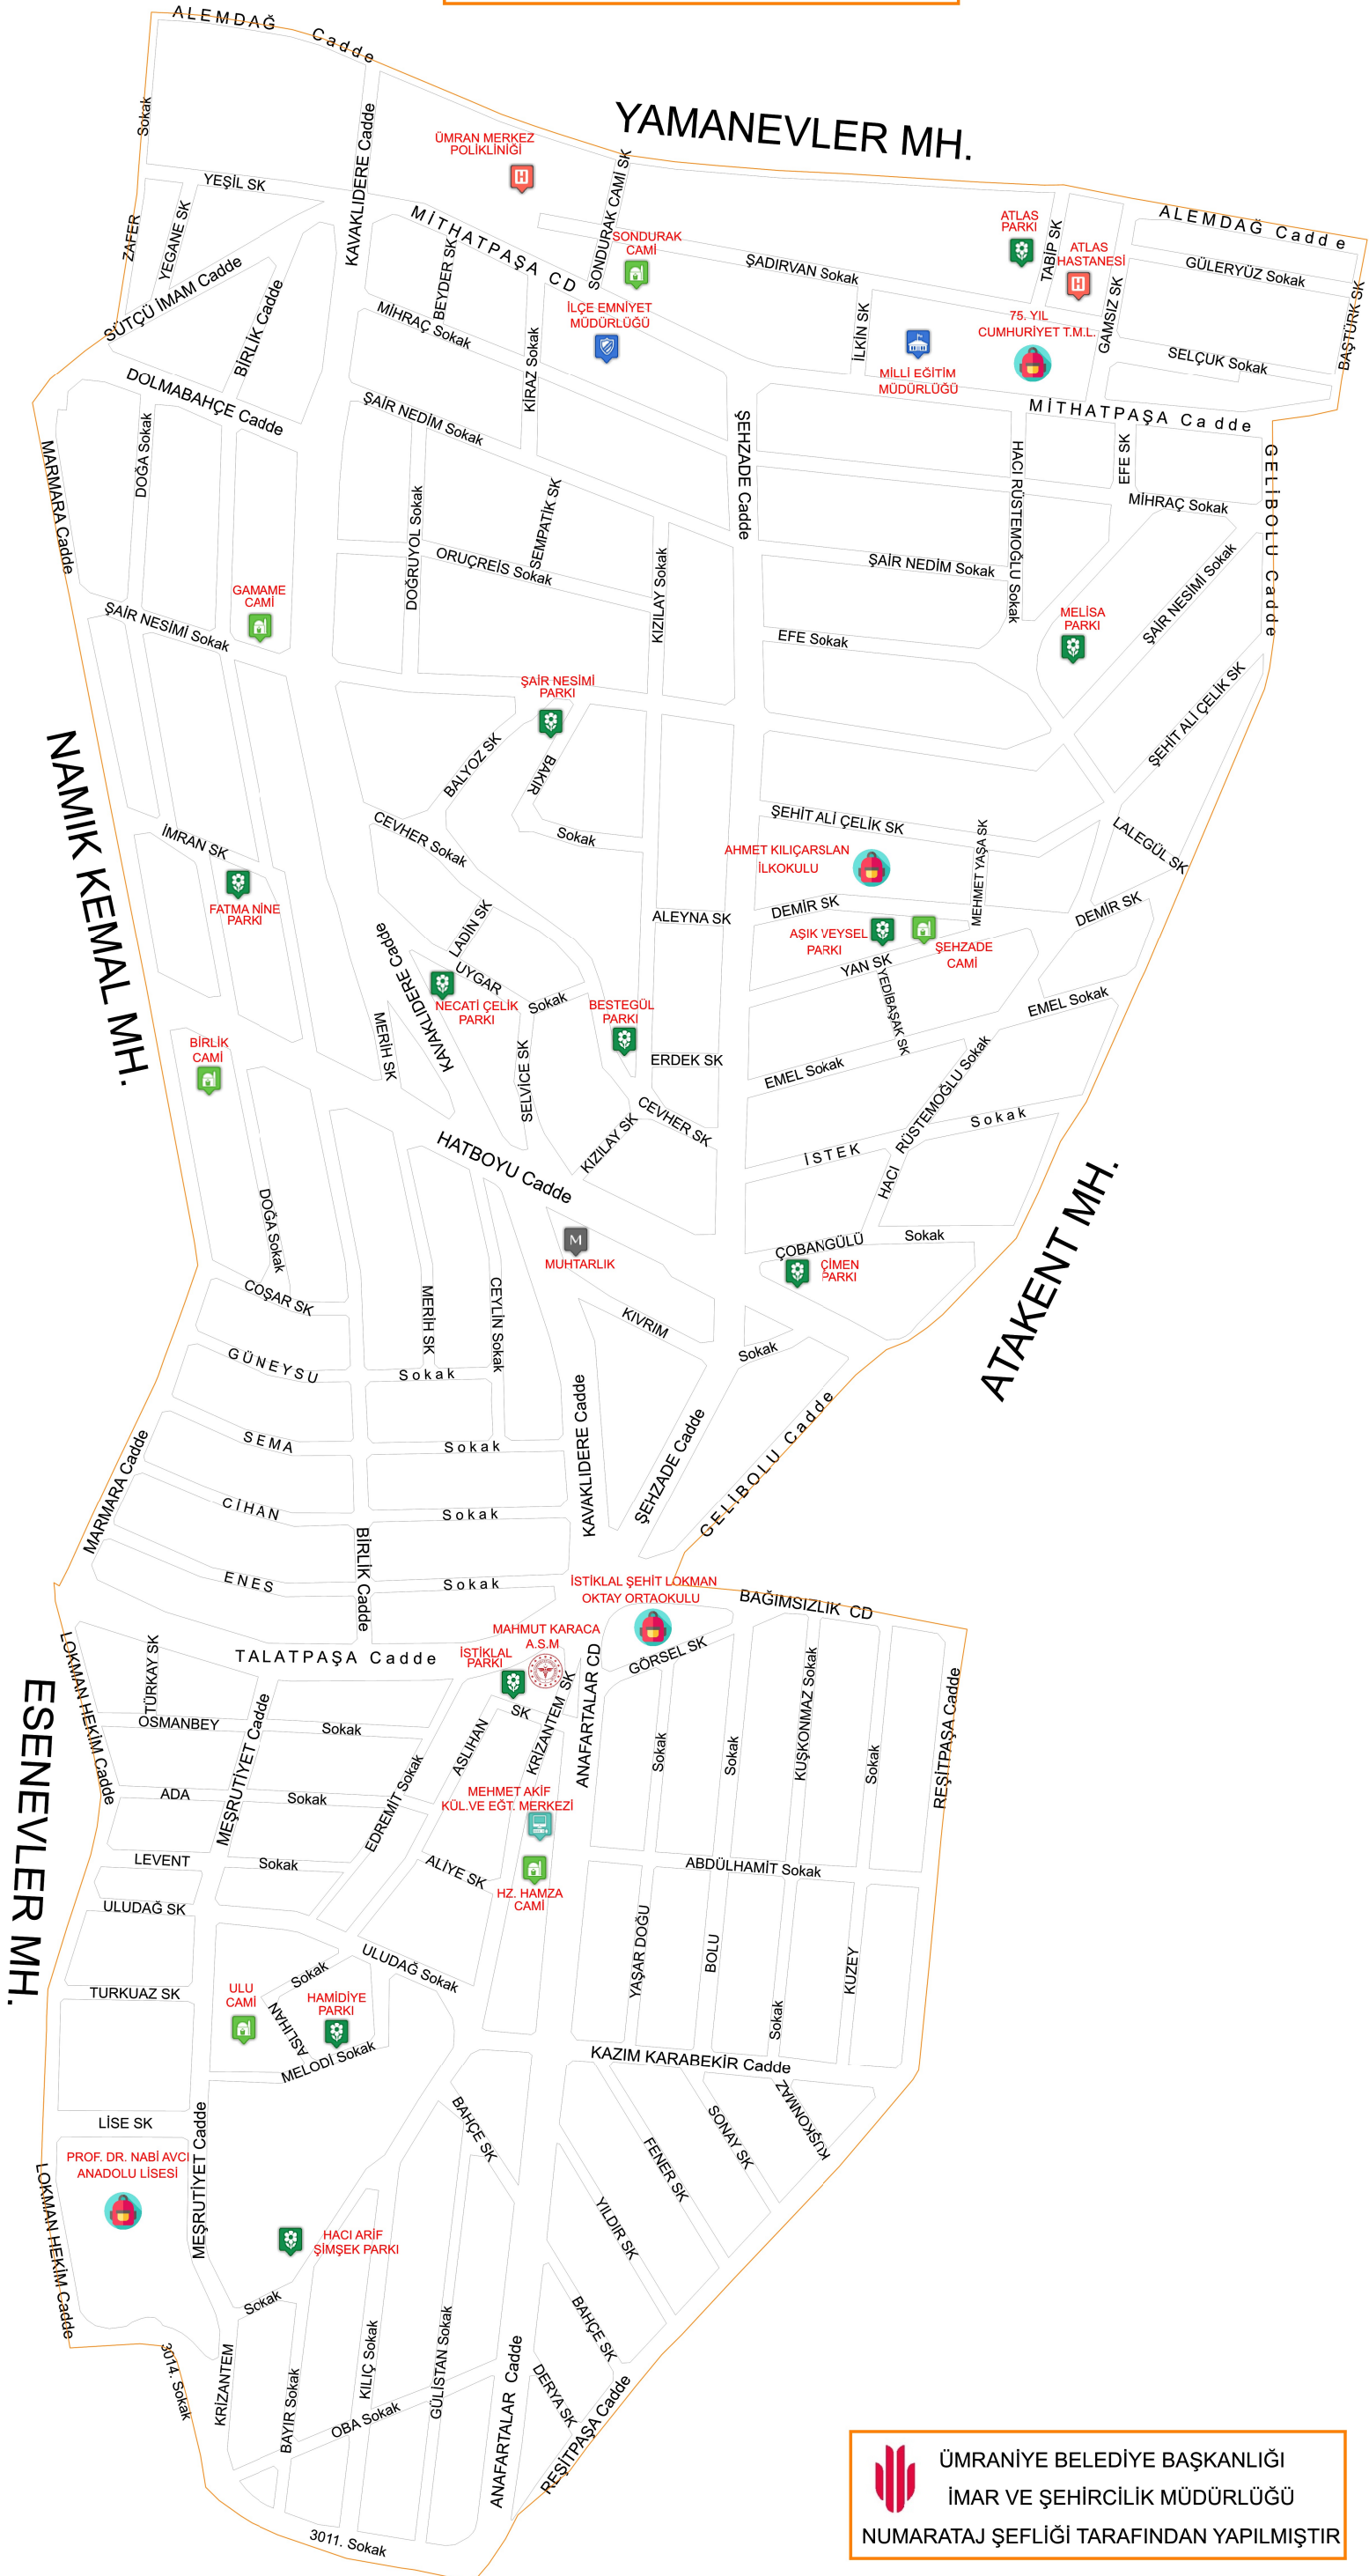 ALEMDAĞ Cadde
YAMANEVLER MH.
ZAFER Sokak
KAVAKLIDERE Cadde
ÜMRAN MERKEZ
POLİKLİNİĞİ
YEŞİL SK
YEGANE SK
SONDURAK CAMİ SK
MİTHATPAŞA CD
BEYDER SK
SONDURAK
CAMİ
ŞADIRVAN Sokak
ATLAS
PARKI
TABİP SK
ATLAS
HASTANESİ
ALEMDAĞ Cadde
GÜLERYÜZ Sokak
GAMSIZ SK
BAŞTÜRK SK
SÜTÇÜ İMAM Cadde
BİRLİK Cadde
MİHRAÇ Sokak
KİRAZ Sokak
İLÇE EMNİYET
MÜDÜRLÜĞÜ
İLKİN SK
MİLLİ EĞİTİM
MÜDÜRLÜĞÜ
75. YIL
CUMHURİYET T.M.L.
SELÇUK Sokak
DOLMABAHÇE Cadde
ŞAİR NEDİM Sokak
ŞEHZADE Cadde
MİTHATPAŞA Cadde
MARMARA Cadde
DOĞA Sokak
DOĞRUYOL Sokak
SEMPATİK SK
ORUÇREİS Sokak
KIZILAY Sokak
HACI RÜSTEMOĞLU Sokak
EFE SK
MİHRAÇ Sokak
GELİBOLU Cadde
ŞAİR NEDİM Sokak
ŞAİR NESİMİ Sokak
GAMAME
CAMİ
ŞAİR NESİMİ Sokak
EFE Sokak
MELİSA
PARKI
ŞAİR NESİMİ
PARKI
ŞEHİT ALİ ÇELİK SK
NAMIK KEMAL MH.
BALYOZ SK
BAKIR
Sokak
CEVHER Sokak
İMRAN SK
FATMA NİNE
PARKI
ŞEHİT ALİ ÇELİK SK
AHMET KILIÇARSLAN
İLKOKULU
MEHMET YAŞA SK
LALEGÜL SK
ALEYNA SK
DEMİR SK
DEMİR SK
AŞIK VEYSEL
PARKI
ŞEHZADE
CAMİ
YAN SK
YEDİBAŞAK SK
KAVAKLIDERE Cadde
LADIN SK
UYGAR
Sokak
NECATİ ÇELİK
PARKI
BESTEGÜL
PARKI
MERİH SK
SELVİCE SK
ERDEK SK
EMEL Sokak
EMEL Sokak
BİRLİK
CAMİ
CEVHER SK
KIZILAY SK
HACI RÜSTEMOĞLU Sokak
İSTEK
Sokak
HATBOYU Cadde
ATAKENT MH.
DOĞA Sokak
MUHTARLIK
ÇOBANGÜLÜ
Sokak
ÇİMEN
PARKI
COŞAR SK
MERİH SK
CEYLİN Sokak
KIVRIM
Sokak
GÜNEYSU
Sokak
KAVAKLIDERE Cadde
ŞEHZADE Cadde
GELİBOLU Cadde
SEMA
Sokak
MARMARA Cadde
CİHAN
Sokak
BİRLİK Cadde
ENES
Sokak
İSTİKLAL ŞEHİT LOKMAN
OKTAY ORTAOKULU
BAĞIMSIZLIK CD
MAHMUT KARACA
A.S.M
İSTİKLAL
PARKI
TALATPAŞA Cadde
GÖRSEL SK
LOKMAN HEKİM Cadde
TÜRKAY SK
OSMANBEY
Sokak
MEŞRUTİYET Cadde
ASLIHAN
SK
KRİZANTEM SK
ANAFARTALAR CD
Sokak
Sokak
KUŞKONMAZ Sokak
Sokak
REŞİTPAŞA Cadde
ESENEVLER MH.
ADA
Sokak
EDREMİT Sokak
MEHMET AKİF
KÜL.VE EĞT. MERKEZİ
LEVENT
Sokak
ALİYE SK
ABDÜLHAMİT Sokak
HZ. HAMZA
CAMİ
ULUDAĞ SK
ULUDAĞ Sokak
YAŞAR DOĞU
BOLU
KUZEY
TURKUAZ SK
Sokak
ULU
CAMİ
ASLIHAN
HAMİDİYE
PARKI
MELODİ Sokak
Sokak
KAZIM KARABEKİR Cadde
KUŞKONMAZ
LİSE SK
MEŞRUTİYET Cadde
BAHÇE SK
FENER SK
SONAY SK
PROF. DR. NABİ AVCI
ANADOLU LİSESİ
LOKMAN HEKİM Cadde
YILDIR SK
HACI ARİF
ŞİMŞEK PARKI
Sokak
KRİZANTEM
3014. Sokak
BAYIR Sokak
KILIÇ Sokak
GÜLİSTAN Sokak
OBA Sokak
ANAFARTALAR Cadde
BAHÇE SK
DERYA SK
REŞİTPAŞA Cadde
3011. Sokak
ÜMRANİYE BELEDİYE BAŞKANLIĞI
İMAR VE ŞEHİRCİLİK MÜDÜRLÜĞÜ
NUMARATAJ ŞEFLİĞİ TARAFINDAN YAPILMIŞTIR